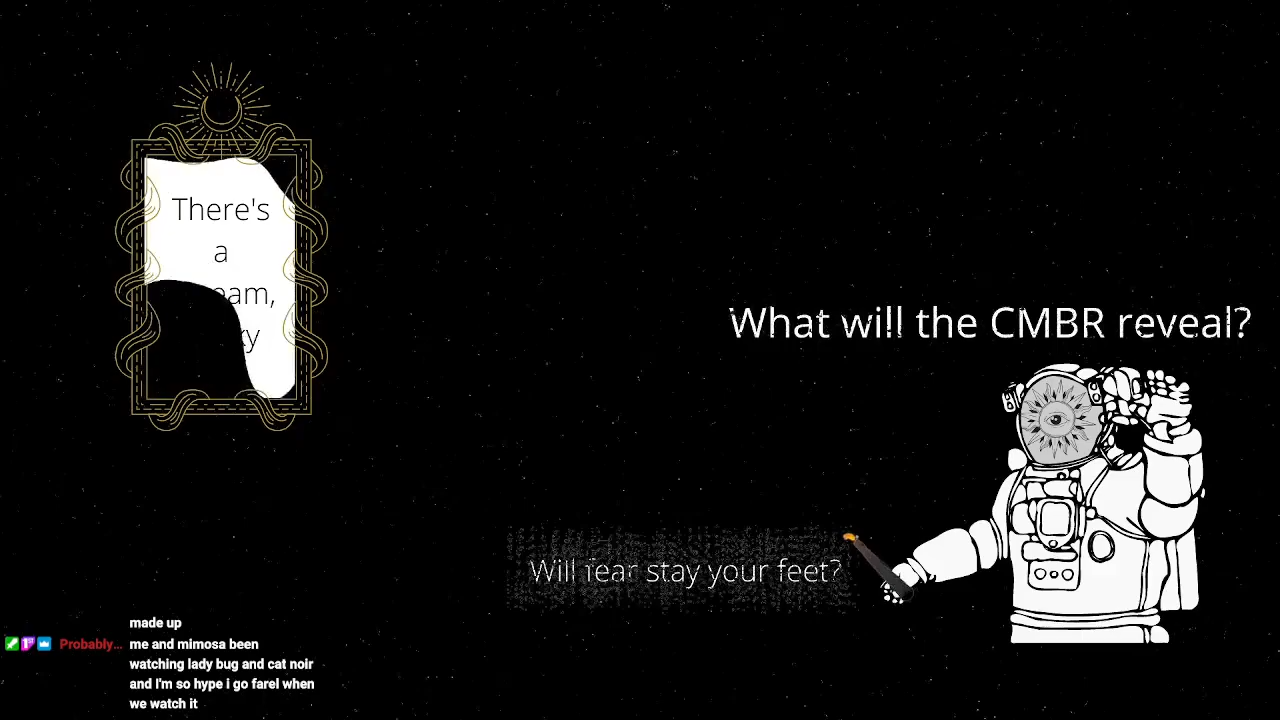 There's
a
What will the CMBR reveal?
Will fear stay your feet?
made up
Probably... me and mimosa been
watching lady bug and cat noir
and I'm so hype i go farel when
we watch it